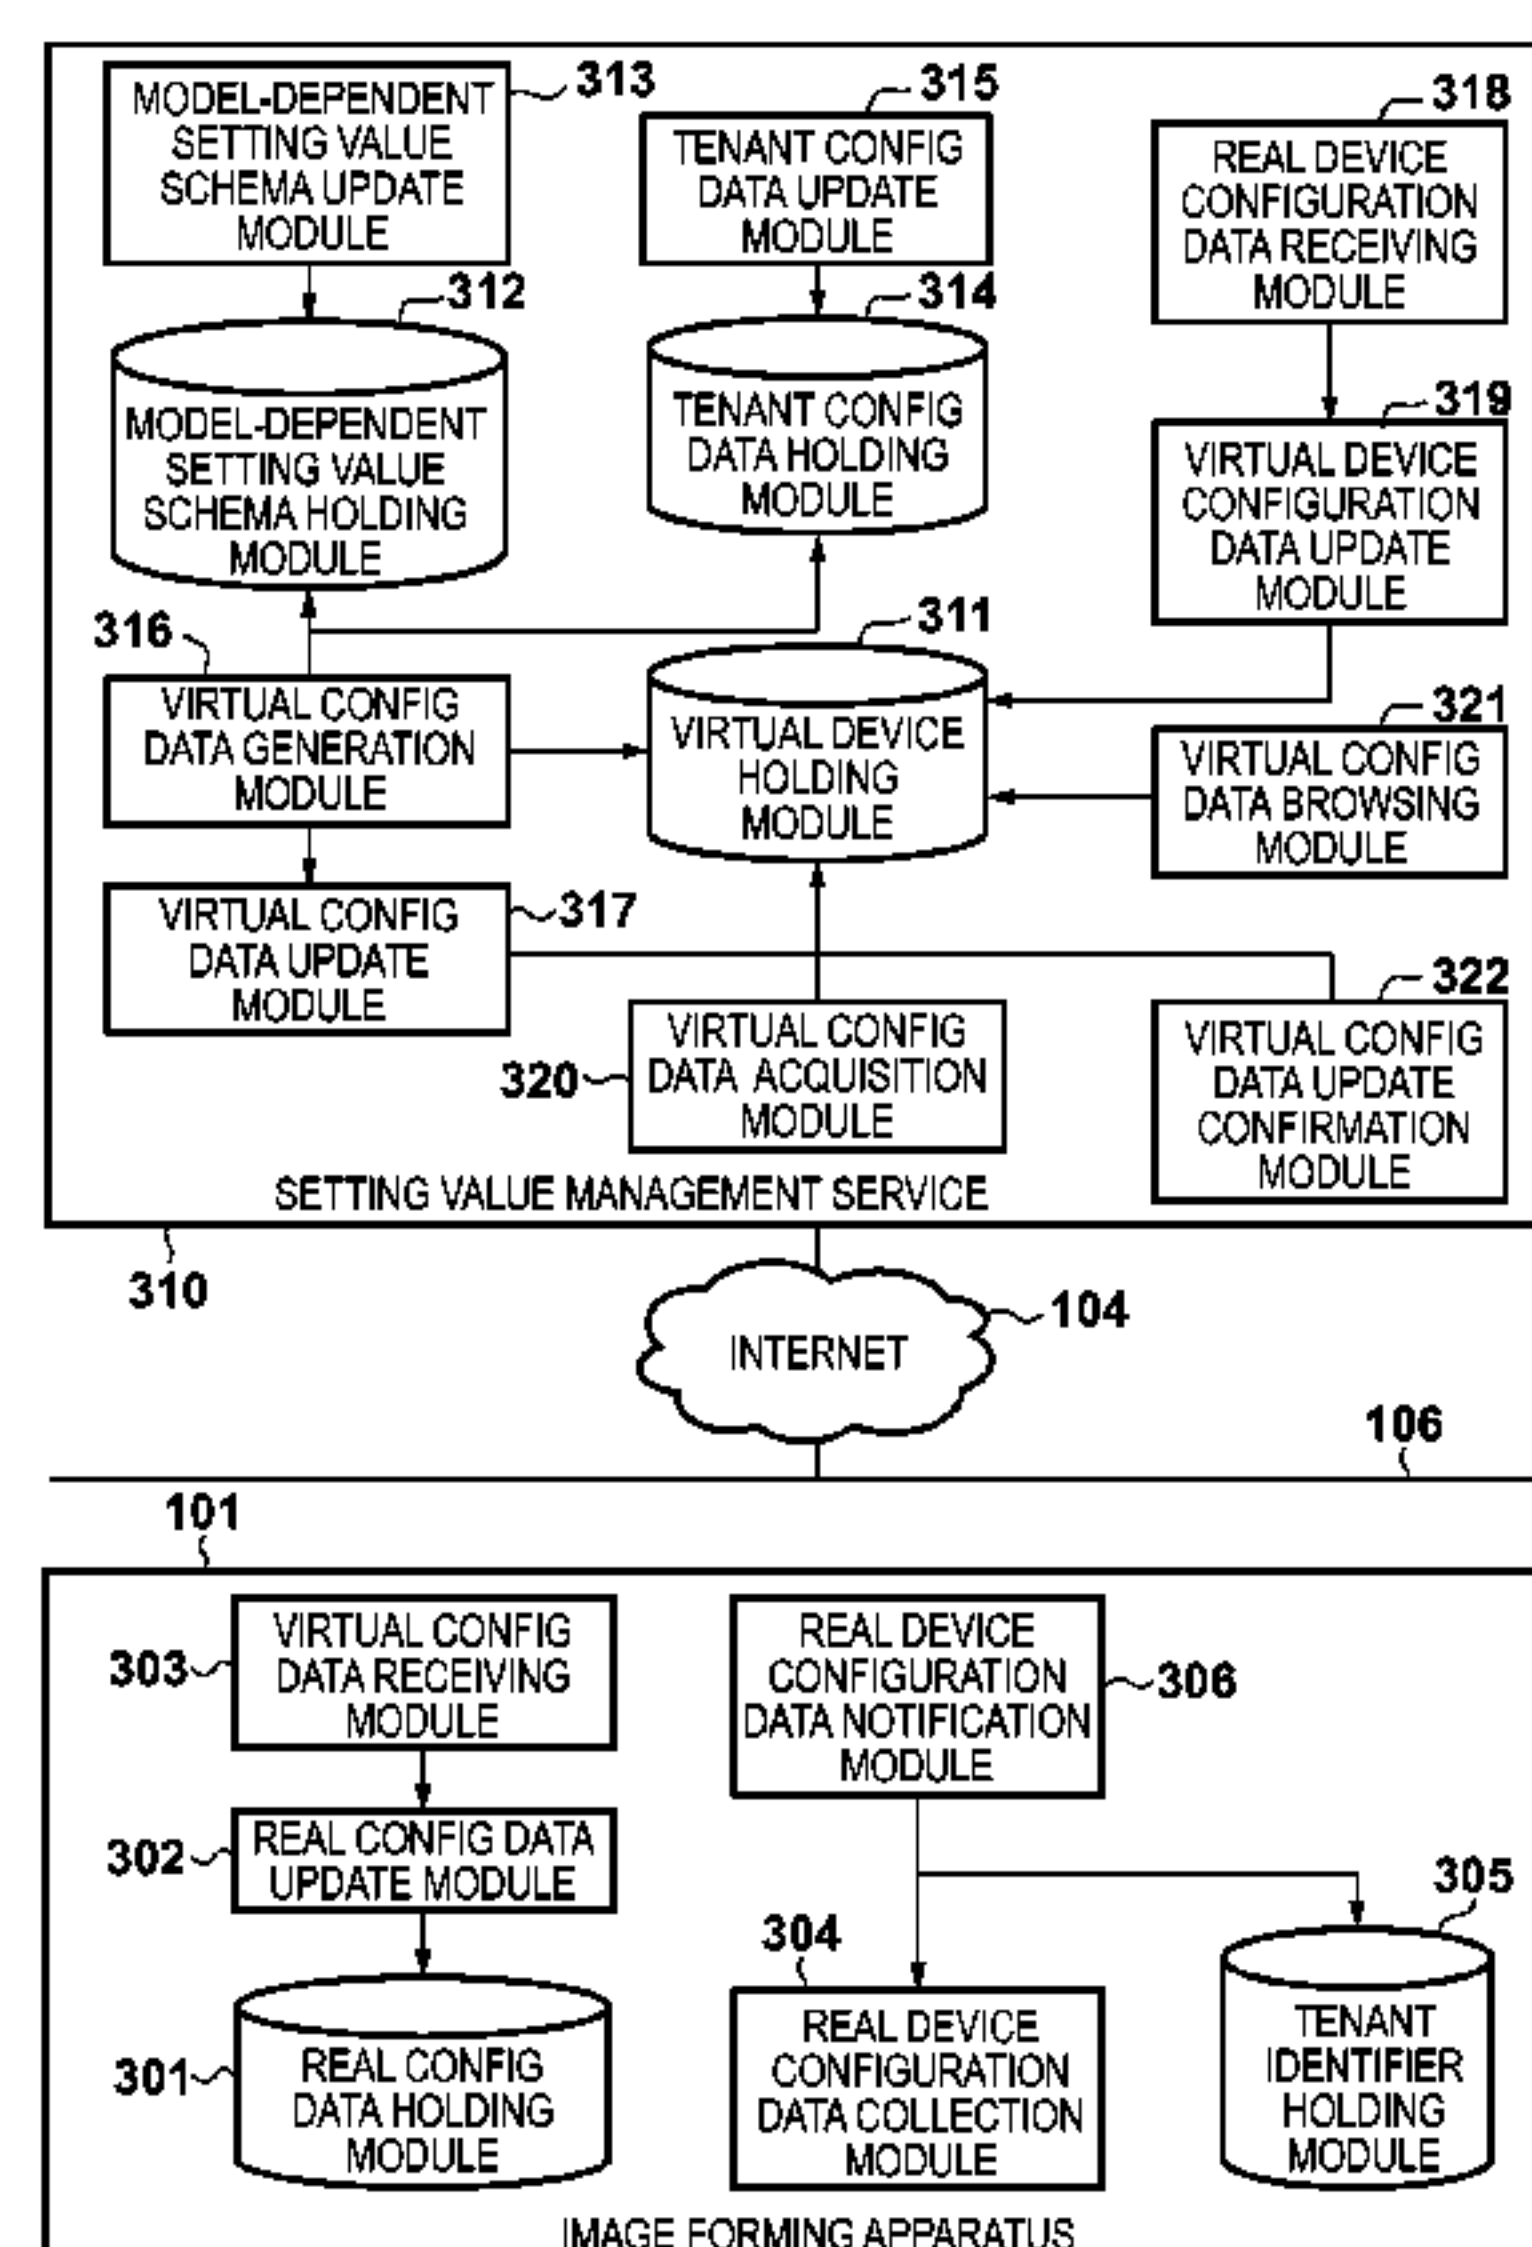 MODEL-DEPENDENT
SETTING VALUE
SCHEMA UPDATE
MODULE
313
TENANT CONFIG
DATA UPDATE
MODULE
315
REAL DEVICE
CONFIGURATION
DATA RECEIVING
MODULE
318
312
MODEL-DEPENDENT
SETTING VALUE
SCHEMA HOLDING
MODULE
314
TENANT CONFIG
DATA HOLDING
MODULE
319
VIRTUAL DEVICE
CONFIGURATION
DATA UPDATE
MODULE
316
VIRTUAL CONFIG
DATA GENERATION
MODULE
311
VIRTUAL DEVICE
HOLDING
MODULE
321
VIRTUAL CONFIG
DATA BROWSING
MODULE
VIRTUAL CONFIG
DATA UPDATE
MODULE
317
320
VIRTUAL CONFIG
DATA ACQUISITION
MODULE
322
VIRTUAL CONFIG
DATA UPDATE
CONFIRMATION
MODULE
SETTING VALUE MANAGEMENT SERVICE
310
INTERNET
104
106
101
303
VIRTUAL CONFIG
DATA RECEIVING
MODULE
REAL DEVICE
CONFIGURATION
DATA NOTIFICATION
MODULE
306
302
REAL CONFIG DATA
UPDATE MODULE
301
REAL CONFIG
DATA HOLDING
MODULE
304
REAL DEVICE
CONFIGURATION
DATA COLLECTION
MODULE
305
TENANT
IDENTIFIER
HOLDING
MODULE
IMAGE FORMING APPARATUS